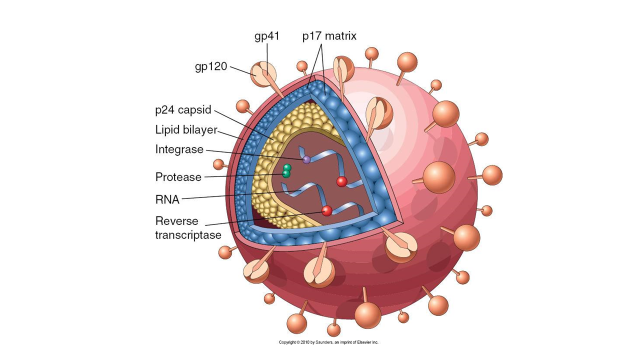 gp41
p17 matrix
gp120
p24 capsid
Lipid bilayer
Integrase
Protease
RNA
Reverse
transcriptase
Copyright © 2010 by Saunders, an imprint of Elsevier Inc.